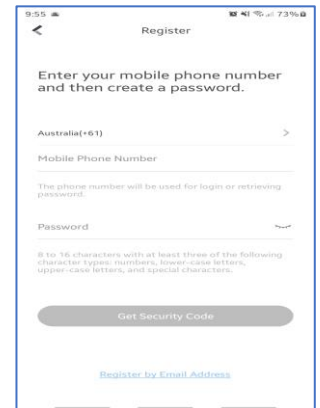 9:55
73%
Register
Enter your mobile phone number
and then create a password.
Australia(+61)
Mobile Phone Number
The phone number will be used for login or retrieving
password.
Password
8 to 16 characters with at least three of the following
character types: numbers, lower-case letters,
upper-case letters, and special characters.
Get Security Code
Register by Email Address